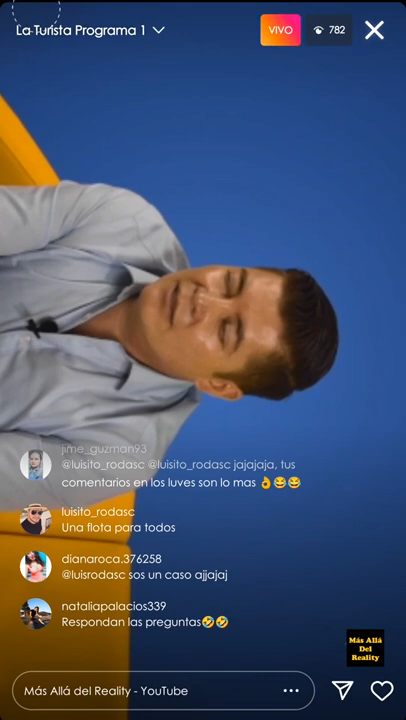 La Turista Programa 1
VIVO
782
jime_guzman93
@luisito_rodasc @luisito_rodasc jajajaja, tus
comentarios en los luves son lo mas 👌😂😂
luisito_rodasc
Una flota para todos
dianaroca.376258
@luisrodasc sos un caso ajjajaj
nataliapalacios339
Respondan las preguntas🤣🤣
Más Allá
Del
Reality
Más Allá del Reality - YouTube